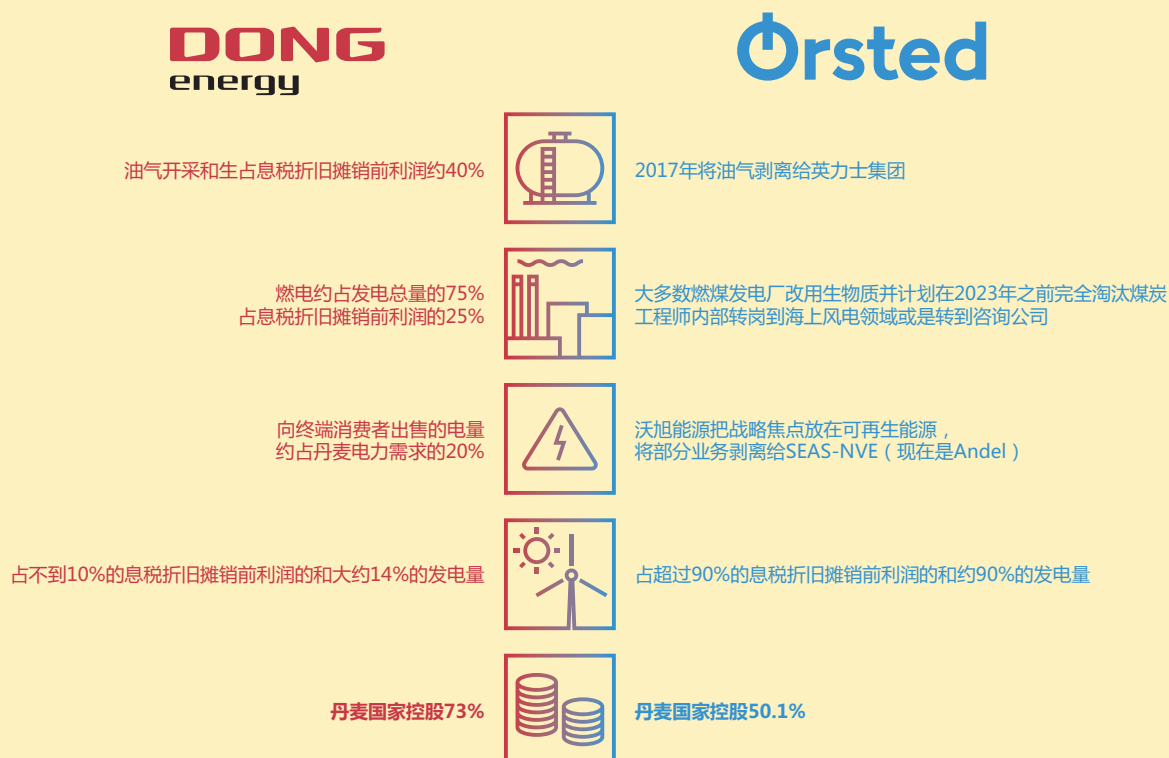 DONG
energy
Ørsted
油气开采和生占息税折旧摊销前利润约40%
2017年将油气剥离给英力士集团
燃电约占发电总量的75%
占息税折旧摊销前利润的25%
大多数燃煤发电厂改用生物质并计划在2023年之前完全淘汰煤炭
工程师内部转岗到海上风电领域或是转到咨询公司
向终端消费者出售的电量
约占丹麦电力需求的20%
沃旭能源把战略焦点放在可再生能源，
将部分业务剥离给SEAS-NVE（现在是Andel）
占不到10%的息税折旧摊销前利润的和大约14%的发电量
占超过90%的息税折旧摊销前利润的和约90%的发电量
丹麦国家控股73%
丹麦国家控股50.1%